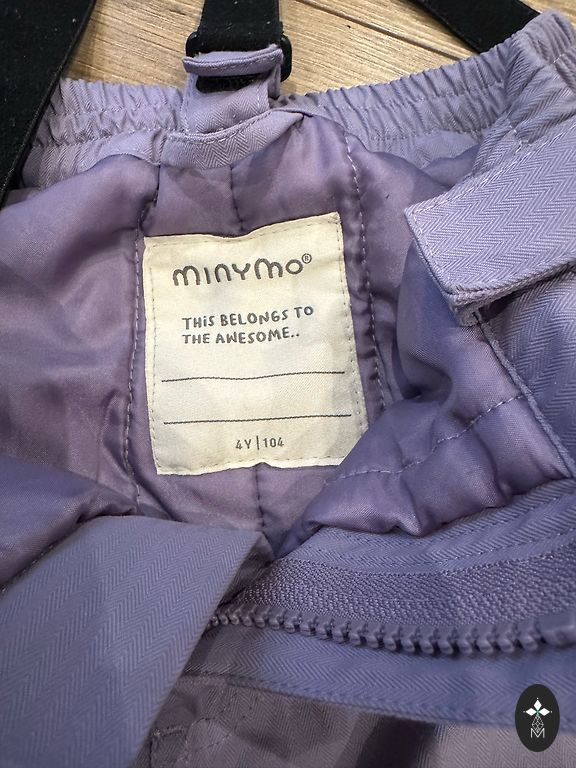 minymo®
THIS BELONGS TO
THE AWESOME..
4Y | 104
M